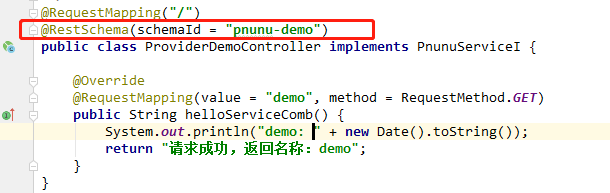 @RequestMapping("/")
@RestSchema(schemaId = "pnunu-demo")
public class ProviderDemoController implements PnunuServiceI {
@Override
@RequestMapping(value = "demo", method = RequestMethod.GET)
public String helloServiceComb() {
System.out.println("demo: " + new Date().toString());
return "请求成功，返回名称：demo";
}
}